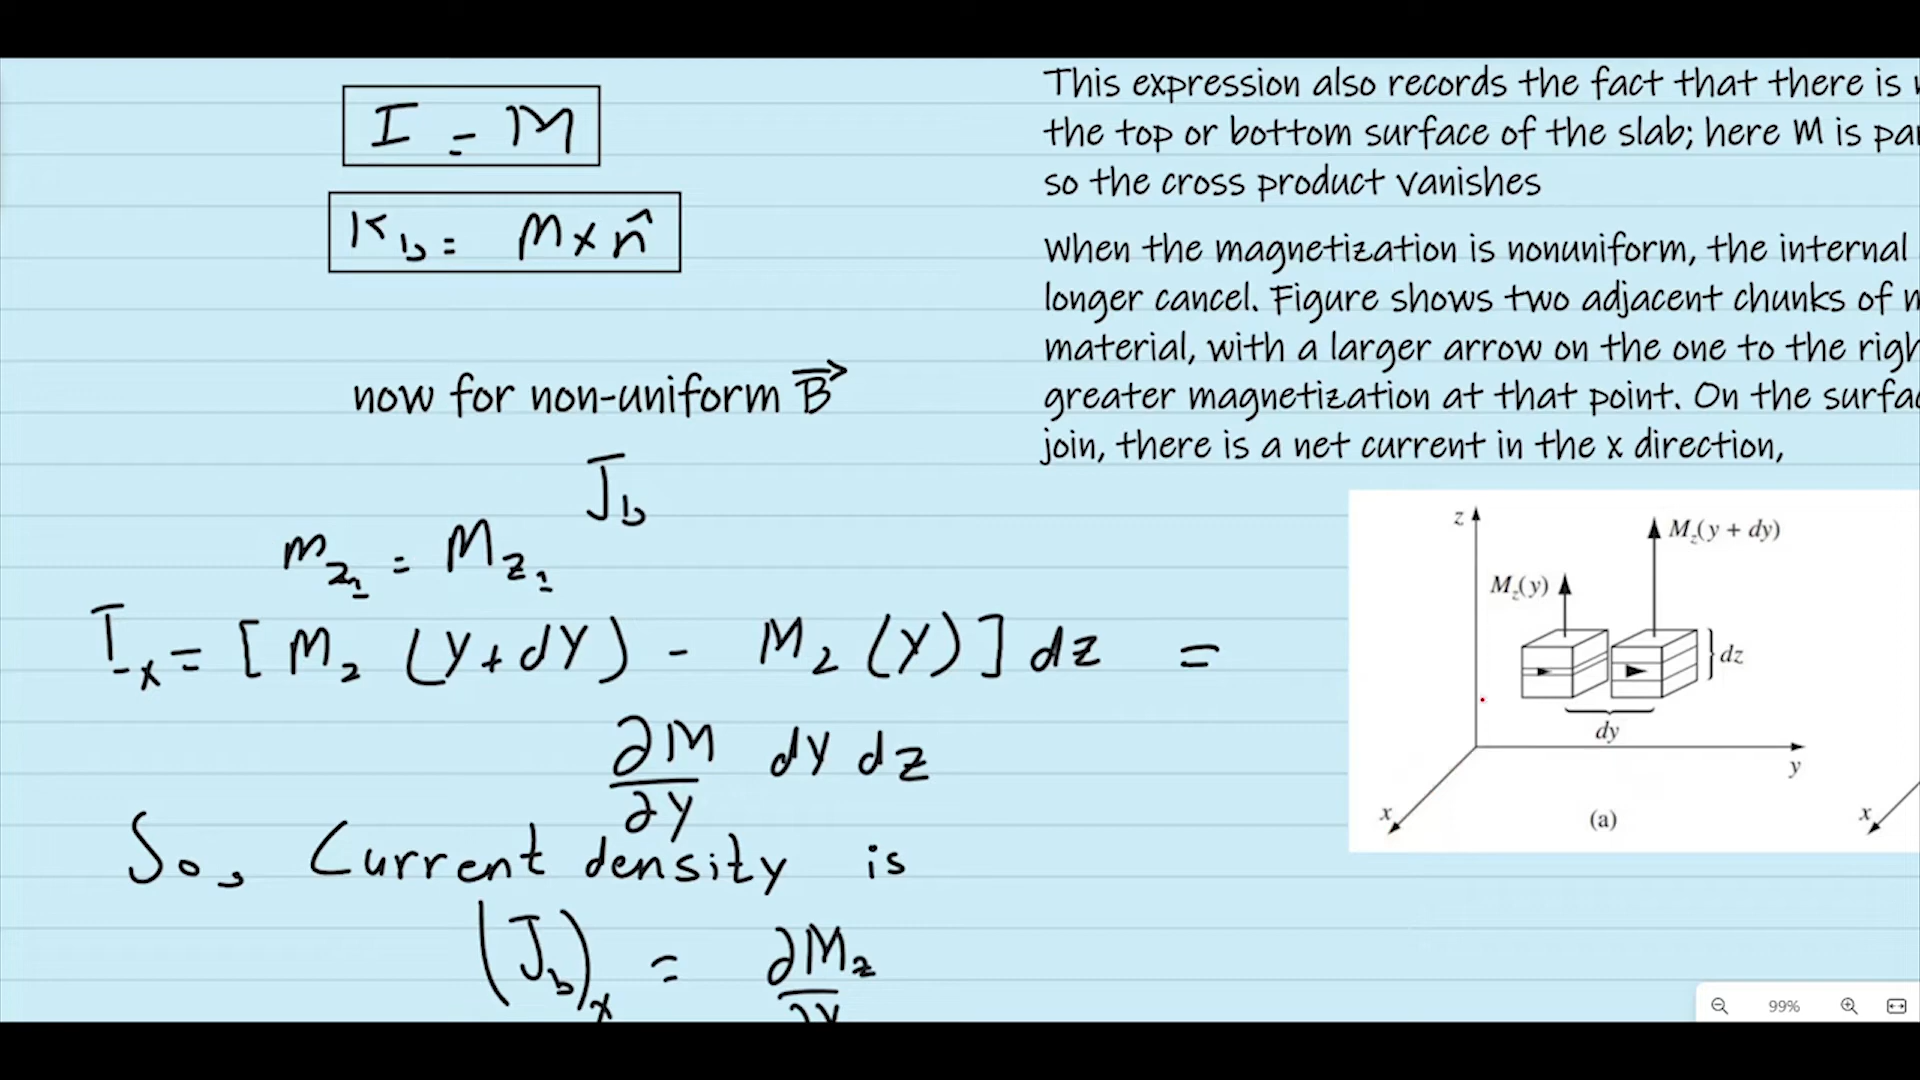 I = M
K_b = M × n̂
now for non-uniform B⃗
J_b
m_z1 = M_z1
I_x = [ M_z (y+dy) - M_z (y) ] dz =
∂M/∂y dy dz
So, Current density is
(J_b)_x = ∂M_z/∂y
This expression also records the fact that there is
the top or bottom surface of the slab; here M is
so the cross product vanishes
When the magnetization is nonuniform, the internal
longer cancel. Figure shows two adjacent chunks of
material, with a larger arrow on the one to the
greater magnetization at that point. On the
join, there is a net current in the x direction,
z
M_z(y + dy)
M_z(y)
dz
dy
y
x
(a)
x
99%